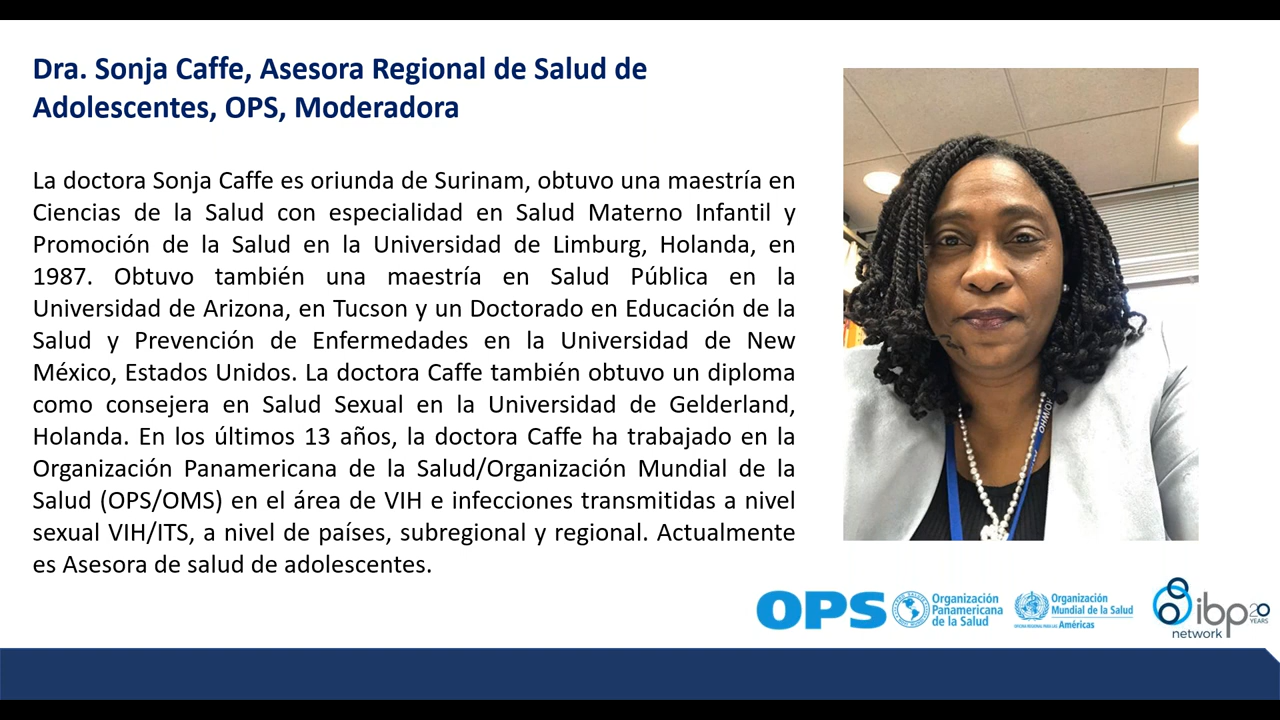 Dra. Sonja Caffe, Asesora Regional de Salud de
Adolescentes, OPS, Moderadora
La doctora Sonja Caffe es oriunda de Surinam, obtuvo una maestría en
Ciencias de la Salud con especialidad en Salud Materno Infantil y
Promoción de la Salud en la Universidad de Limburg, Holanda, en
1987. Obtuvo también una maestría en Salud Pública en la
Universidad de Arizona, en Tucson y un Doctorado en Educación de la
Salud y Prevención de Enfermedades en la Universidad de New
México, Estados Unidos. La doctora Caffe también obtuvo un diploma
como consejera en Salud Sexual en la Universidad de Gelderland,
Holanda. En los últimos 13 años, la doctora Caffe ha trabajado en la
Organización Panamericana de la Salud/Organización Mundial de la
Salud (OPS/OMS) en el área de VIH e infecciones transmitidas a nivel
sexual VIH/ITS, a nivel de países, subregional y regional. Actualmente
es Asesora de salud de adolescentes.
OPS
Organización
Panamericana
de la Salud
Organización
Mundial de la Salud
OFICINA REGIONAL PARA LAS Américas
ibp
network
20
YEARS